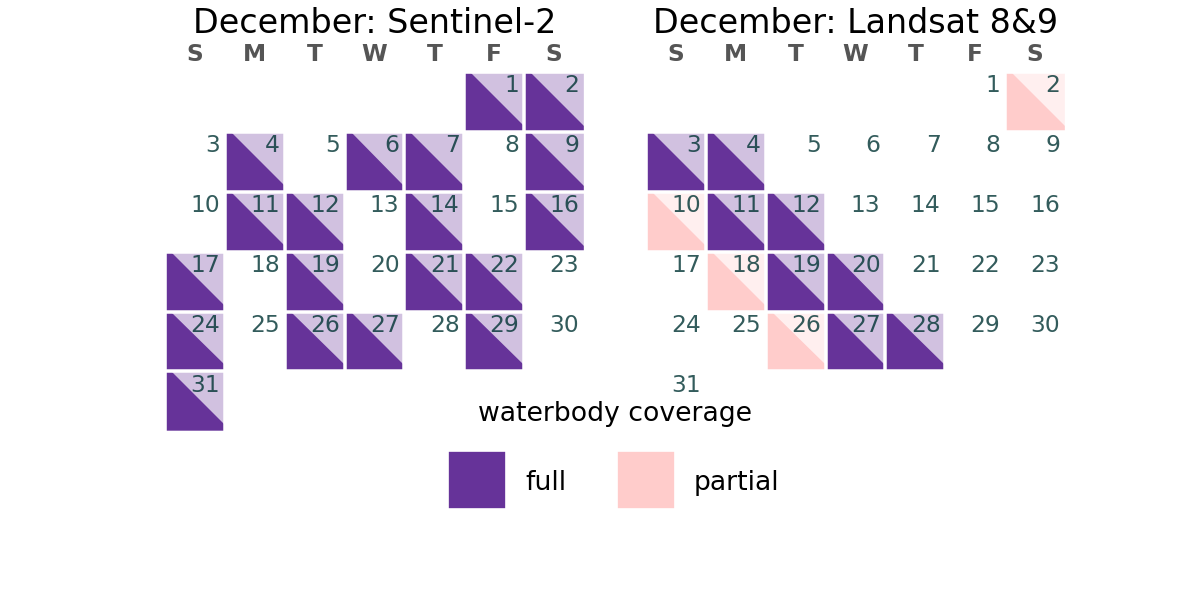 December: Sentinel-2
S M T W T F S
1 2
3 4 5 6 7 8 9
10 11 12 13 14 15 16
17 18 19 20 21 22 23
24 25 26 27 28 29 30
31
December: Landsat 8&9
S M T W T F S
1 2
3 4 5 6 7 8 9
10 11 12 13 14 15 16
17 18 19 20 21 22 23
24 25 26 27 28 29 30
31
waterbody coverage
full partial